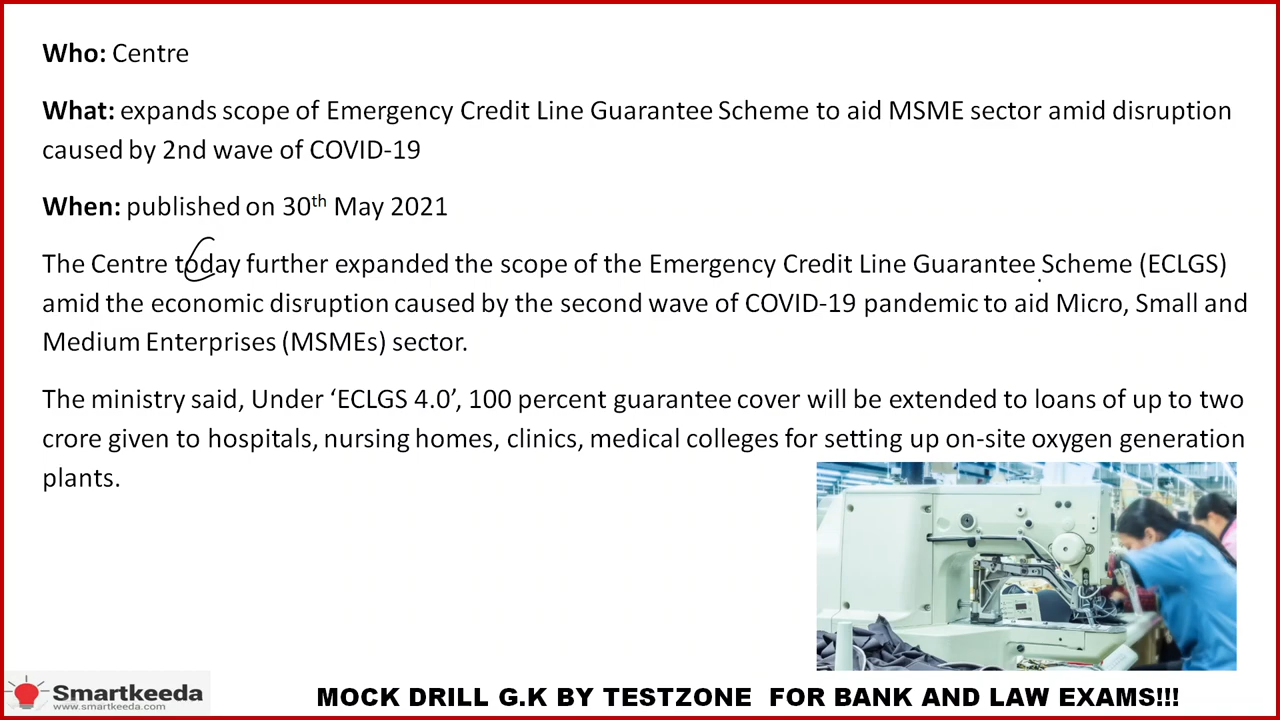 Who: Centre
What: expands scope of Emergency Credit Line Guarantee Scheme to aid MSME sector amid disruption
caused by 2nd wave of COVID-19
When: published on 30th May 2021
The Centre today further expanded the scope of the Emergency Credit Line Guarantee Scheme (ECLGS)
amid the economic disruption caused by the second wave of COVID-19 pandemic to aid Micro, Small and
Medium Enterprises (MSMEs) sector.
The ministry said, Under ‘ECLGS 4.0’, 100 percent guarantee cover will be extended to loans of up to two
crore given to hospitals, nursing homes, clinics, medical colleges for setting up on-site oxygen generation
plants.
Smartkeeda
www.smartkeeda.com
MOCK DRILL G.K BY TESTZONE FOR BANK AND LAW EXAMS!!!